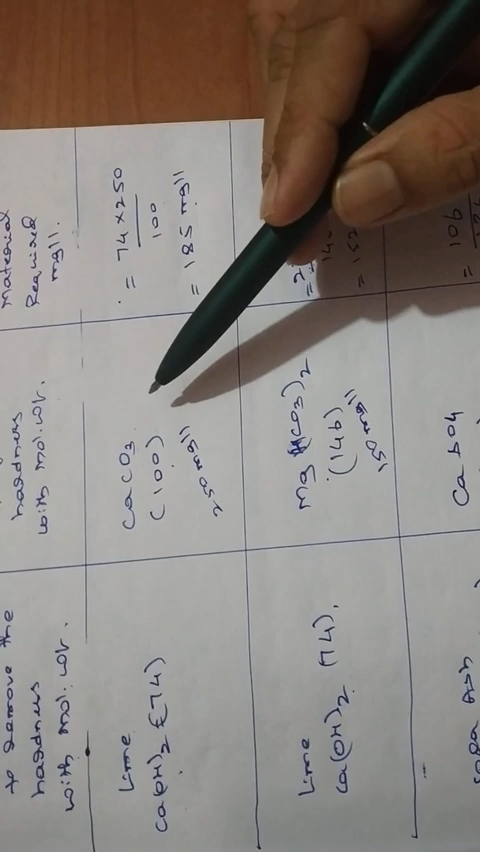 to remove the
hardness
with mol. wt.
hardness
with mol. wt.
Material
Required
mg/l.
Lime
Ca(OH)2 (74)
CaCO3
(100)
250 mg/l
= 74 x 250
100
= 185 mg/l
Lime
Ca(OH)2 (74).
Mg(HCO3)2
(146)
150 mg/l
Soda Ash
CaSO4
= 106